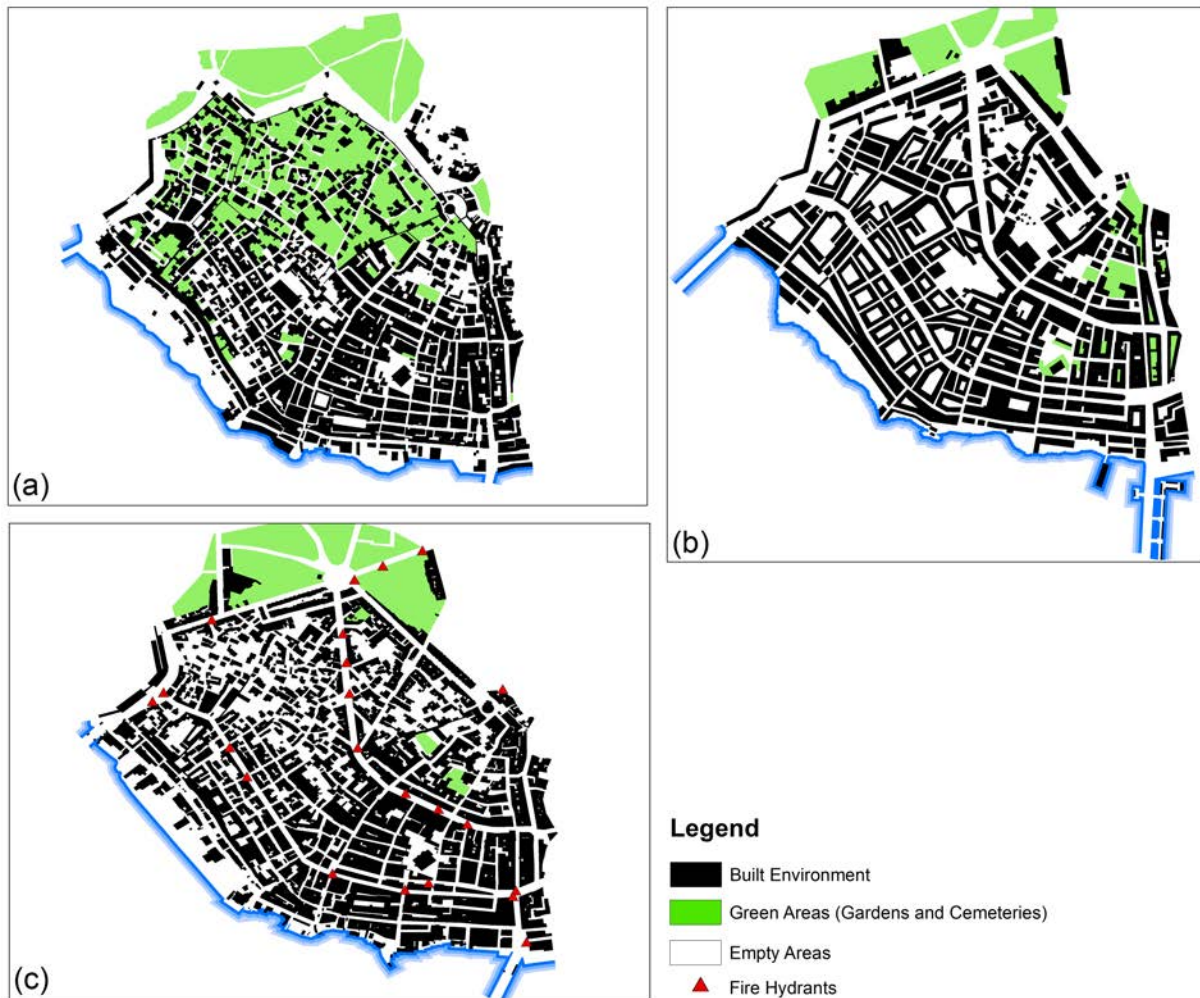 (a)
(b)
(c)
Legend
Built Environment
Green Areas (Gardens and Cemeteries)
Empty Areas
Fire Hydrants